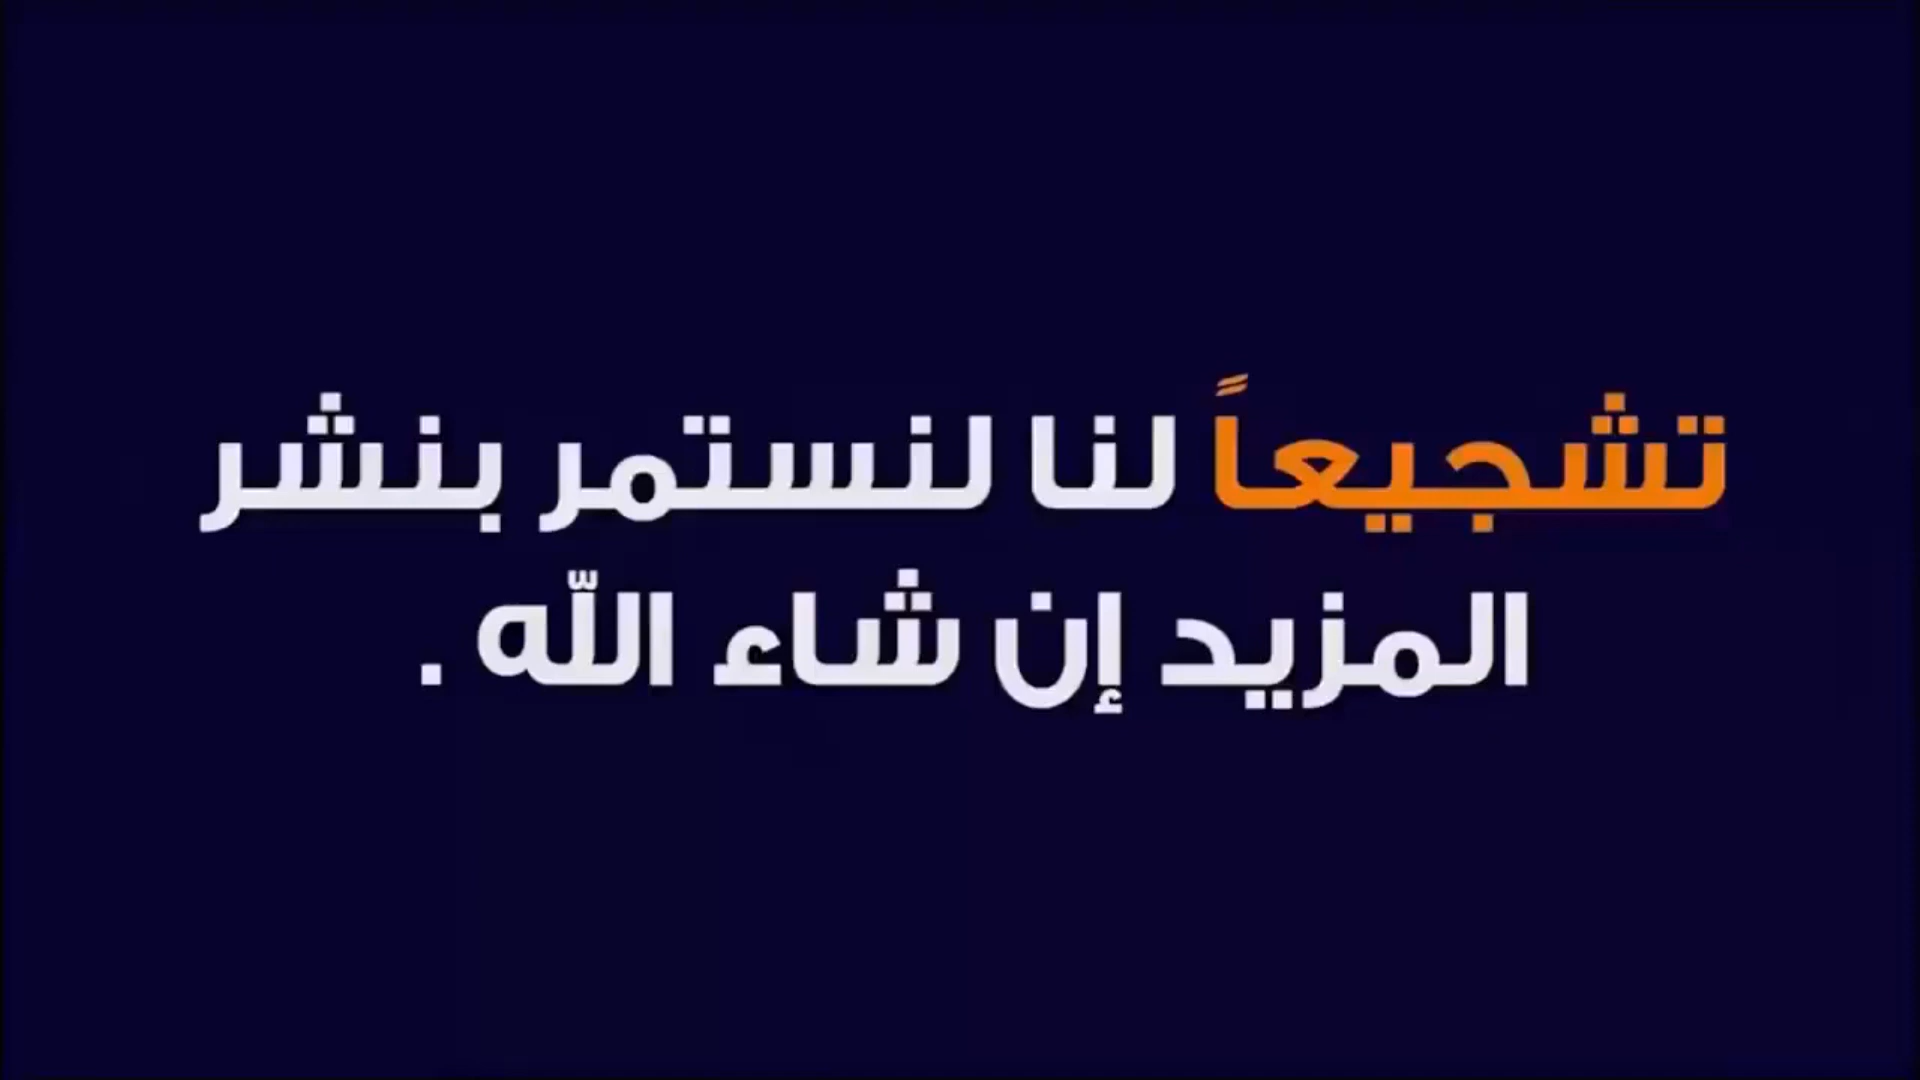 تشجيعاً لنا لنستمر بنشر
المزيد إن شاء اللّه .